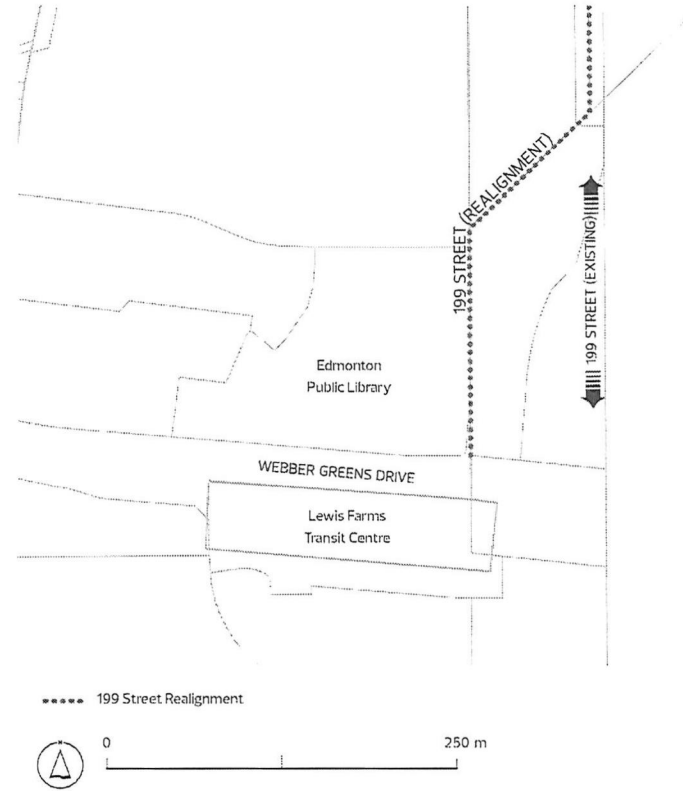 199 STREET (REALIGNMENT)
199 STREET (EXISTING)
Edmonton
Public Library
WEBBER GREENS DRIVE
Lewis Farms
Transit Centre
199 Street Realignment
0
250 m